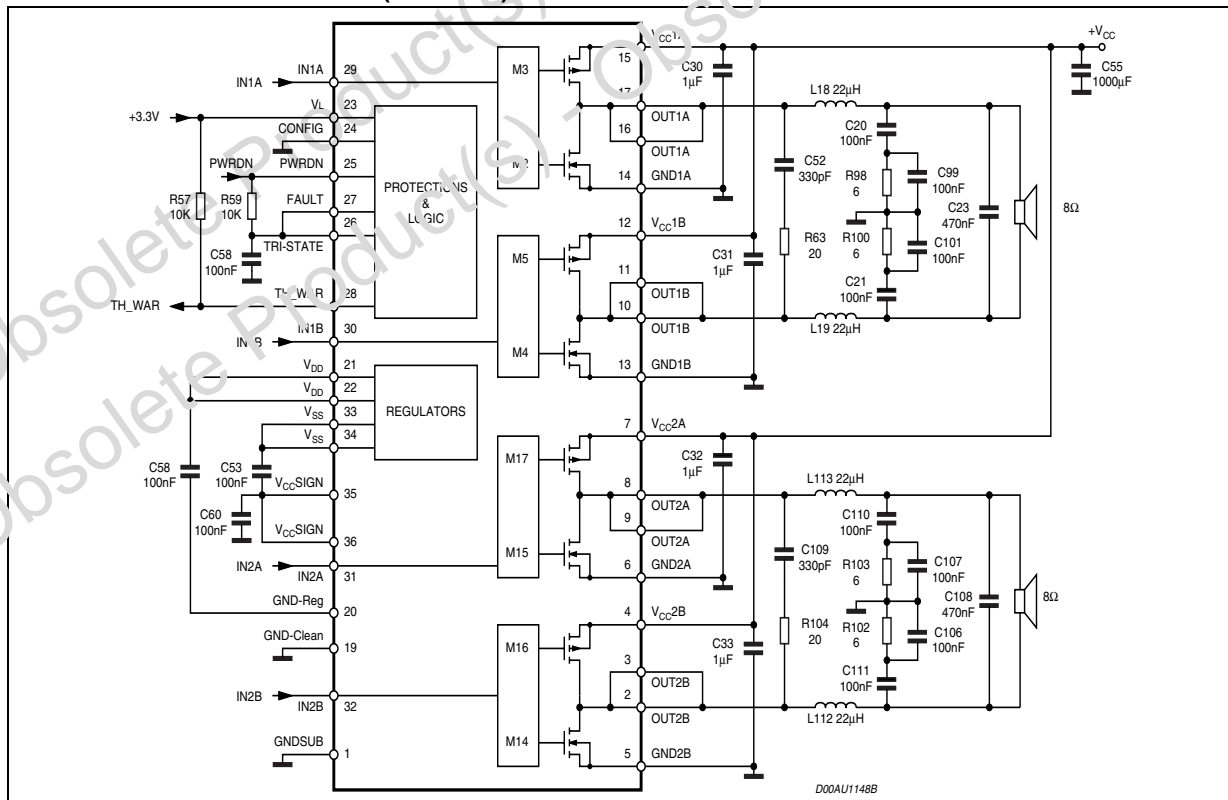 Obsolete Product(s) - Obso
Obsolete Product(s)
+VCC
C55
1000µF
15
C30
1µF
M3
IN1A
IN1A
29
17
OUT1A
16
OUT1A
14
GND1A
L18 22µH
C20
100nF
C52
330pF
R98
6
C99
100nF
C23
470nF
8Ω
R63
20
R100
6
C101
100nF
C21
100nF
L19 22µH
+3.3V
23
CONFIG
24
PWRDN
PWRDN
25
FAULT
27
26
TRI-STATE
R57
10K
R59
10K
C58
100nF
PROTECTIONS
&
LOGIC
TH_WAR
TH_WAR
28
IN1B
30
12
VCC1B
M5
11
OUT1B
10
OUT1B
M4
13
GND1B
C31
1µF
VDD
21
VDD
22
VSS
33
VSS
34
REGULATORS
C58
100nF
C53
100nF
VCCSIGN
35
C60
100nF
VCCSIGN
36
IN2A
IN2A
31
GND-Reg
20
GND-Clean
19
IN2B
IN2B
32
GNDSUB
1
7
VCC2A
M17
8
OUT2A
9
OUT2A
M15
6
GND2A
C32
1µF
4
VCC2B
M16
3
OUT2B
2
OUT2B
M14
5
GND2B
C33
1µF
L113 22µH
C110
100nF
C109
330pF
R103
6
C107
100nF
C108
470nF
8Ω
R104
20
R102
6
C106
100nF
C111
100nF
L112 22µH
D00AU1148B